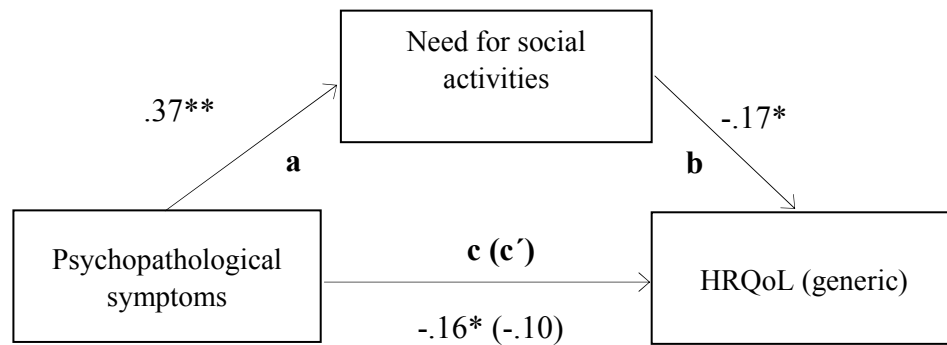 Need for social
activities
.37**
-.17*
a
b
Psychopathological
symptoms
c (c´)
HRQoL (generic)
-.16* (-.10)